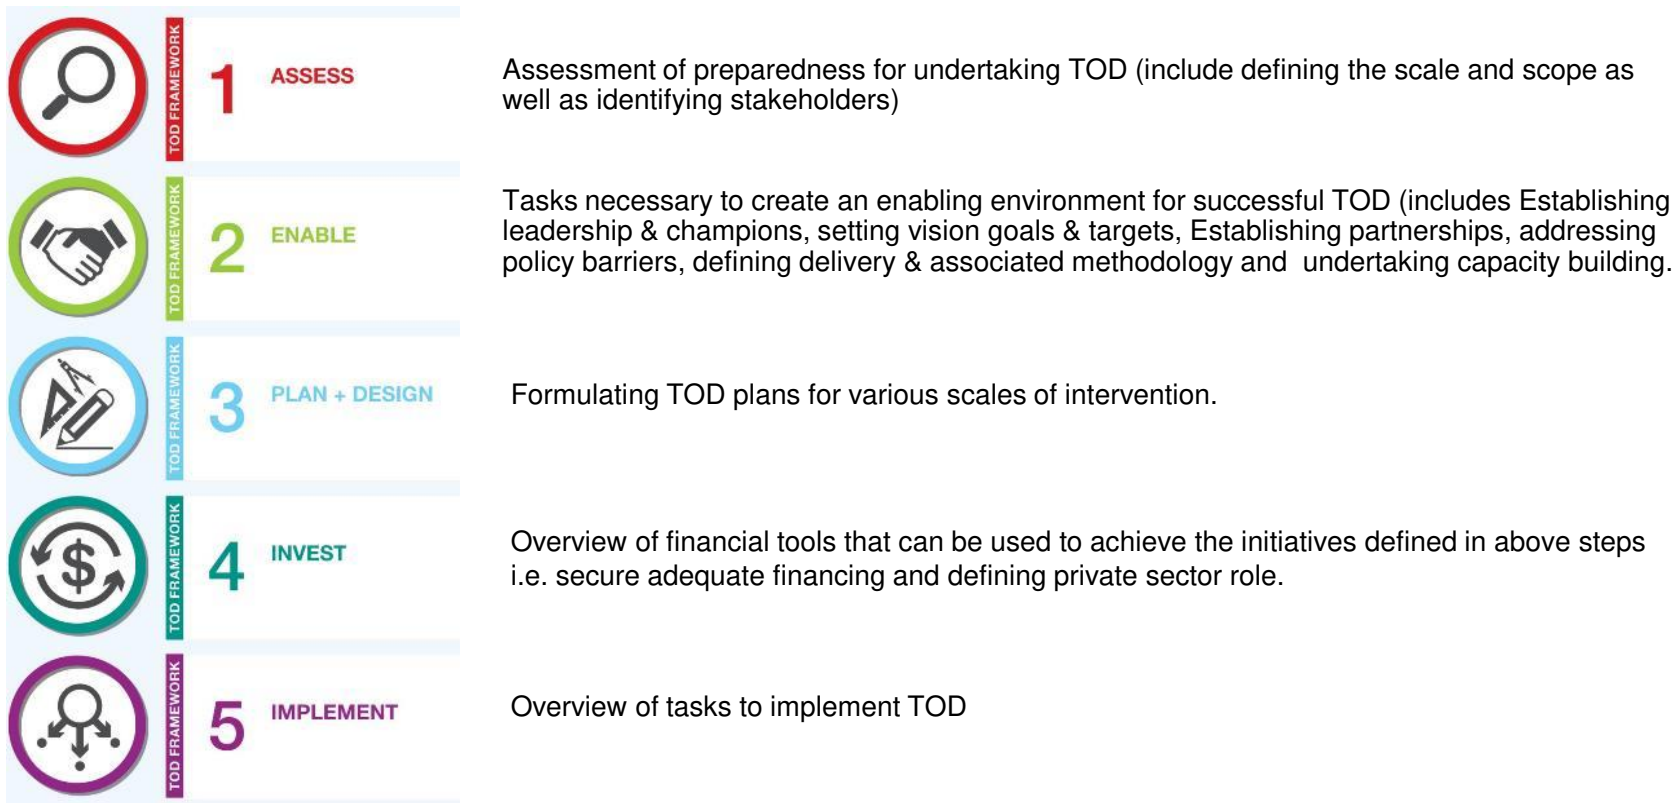 TOD FRAMEWORK
1
ASSESS
Assessment of preparedness for undertaking TOD (include defining the scale and scope as
well as identifying stakeholders)
TOD FRAMEWORK
2
ENABLE
Tasks necessary to create an enabling environment for successful TOD (includes Establishing
leadership & champions, setting vision goals & targets, Establishing partnerships, addressing
policy barriers, defining delivery & associated methodology and  undertaking capacity building.
TOD FRAMEWORK
3
PLAN + DESIGN
Formulating TOD plans for various scales of intervention.
TOD FRAMEWORK
$
4
INVEST
Overview of financial tools that can be used to achieve the initiatives defined in above steps
i.e. secure adequate financing and defining private sector role.
TOD FRAMEWORK
5
IMPLEMENT
Overview of tasks to implement TOD